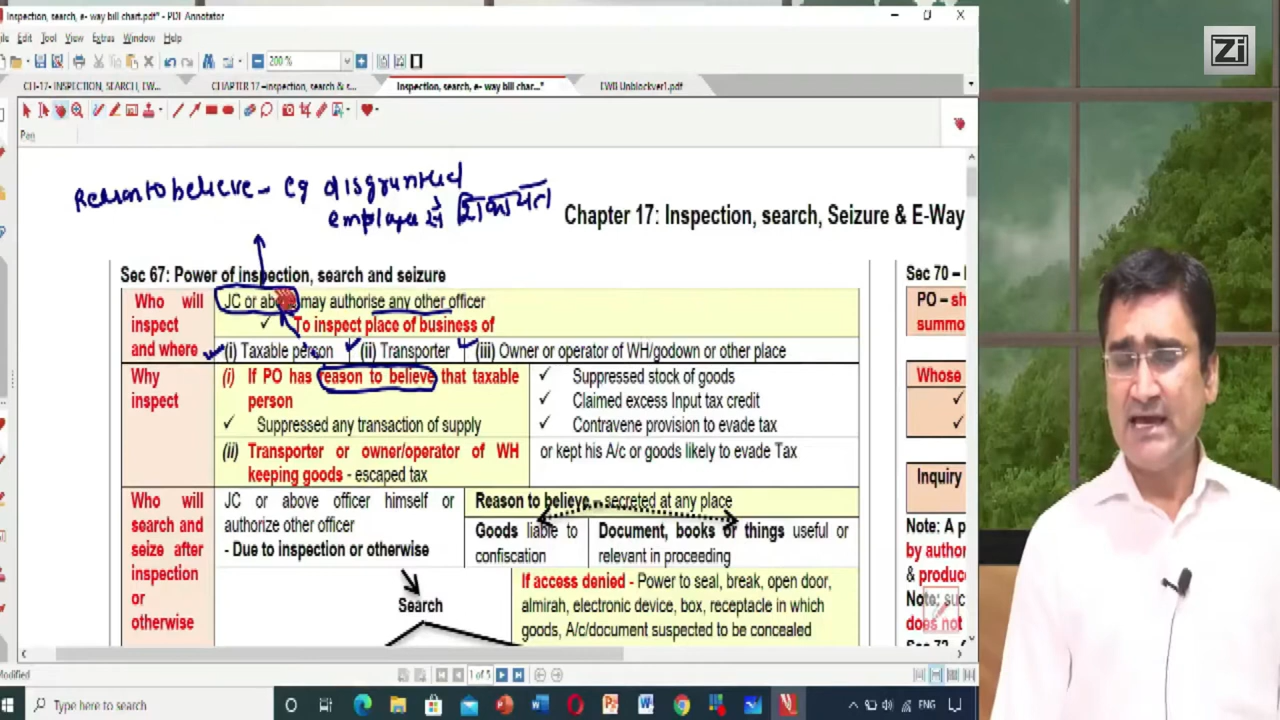 Inspection, search, e- way bill chart.pdf* - PDF Annotator
Edit Tool View Extras Window Help
200 %
CH-17- INSPECTION, SEARCH, EW... CHAPTER 17 –inspection, search & s... Inspection, search, e- way bill char...* EWB Unblockver1.pdf
Zi
Reason to believe - eg disgruntled
employee ने शिकायत
Chapter 17: Inspection, search, Seizure & E-Way
Sec 67: Power of inspection, search and seizure
Who will inspect and where
JC or above may authorise any other officer
✓ To inspect place of business of
(i) Taxable person (ii) Transporter (iii) Owner or operator of WH/godown or other place
Why inspect
(i) If PO has reason to believe that taxable
person
✓ Suppressed any transaction of supply
✓ Suppressed stock of goods
✓ Claimed excess Input tax credit
✓ Contravene provision to evade tax
(ii) Transporter or owner/operator of WH
keeping goods - escaped tax
or kept his A/c or goods likely to evade Tax
Who will search and seize after inspection or otherwise
JC or above officer himself or
authorize other officer
- Due to inspection or otherwise
Reason to believe - secreted at any place
Goods liable to
confiscation
Document, books or things useful or
relevant in proceeding
Search
If access denied - Power to seal, break, open door,
almirah, electronic device, box, receptacle in which
goods, A/c/document suspected to be concealed
Sec 70 –
PO – sh
summo
Whose
Inquiry
Note: A p
by author
& produce
Note: suc
does not
1 of 5
Modified
Type here to search
ENG